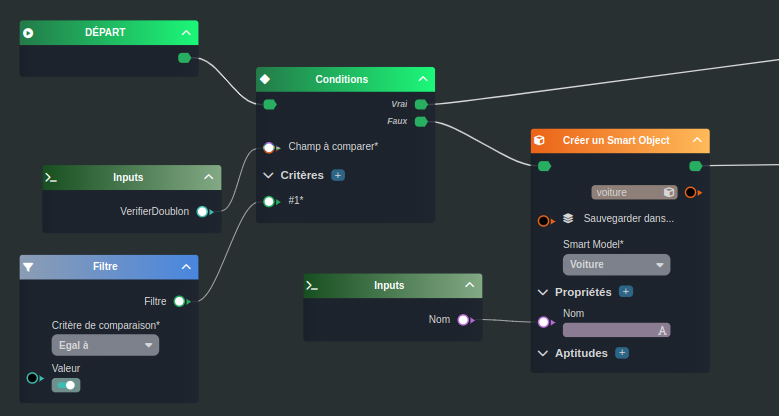 DÉPART
Conditions
Vrai
Faux
Champ à comparer*
Critères +
#1*
Inputs
VerifierDoublon
Filtre
Filtre
Critère de comparaison*
Egal à
Valeur
Inputs
Nom
Créer un Smart Object
voiture
Sauvegarder dans...
Smart Model*
Voiture
Propriétés +
Nom
A
Aptitudes +